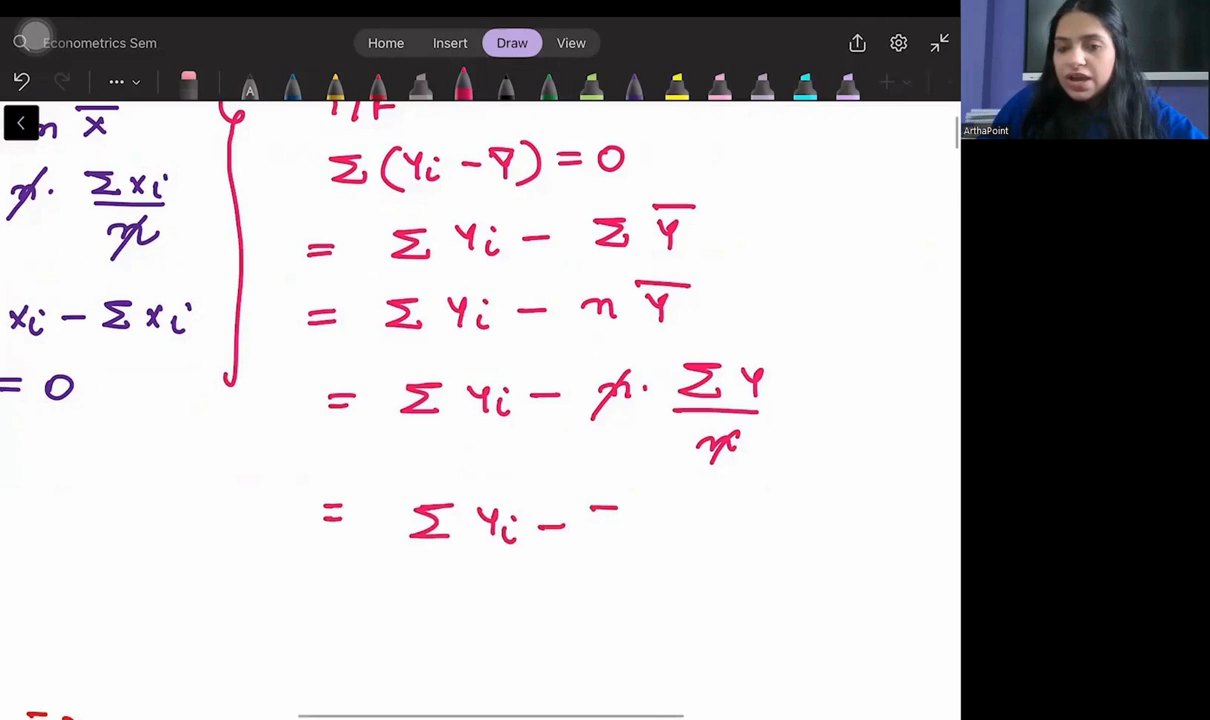 Econometrics Sem
Home Insert Draw View
A
ArthaPoint
n x̄
n . Σxi / n
xi − Σxi
= 0
Σ(Yi − Ȳ) = 0
= ΣYi − ΣȲ
= ΣYi − nȲ
= ΣYi − n . ΣY / n
= ΣYi −